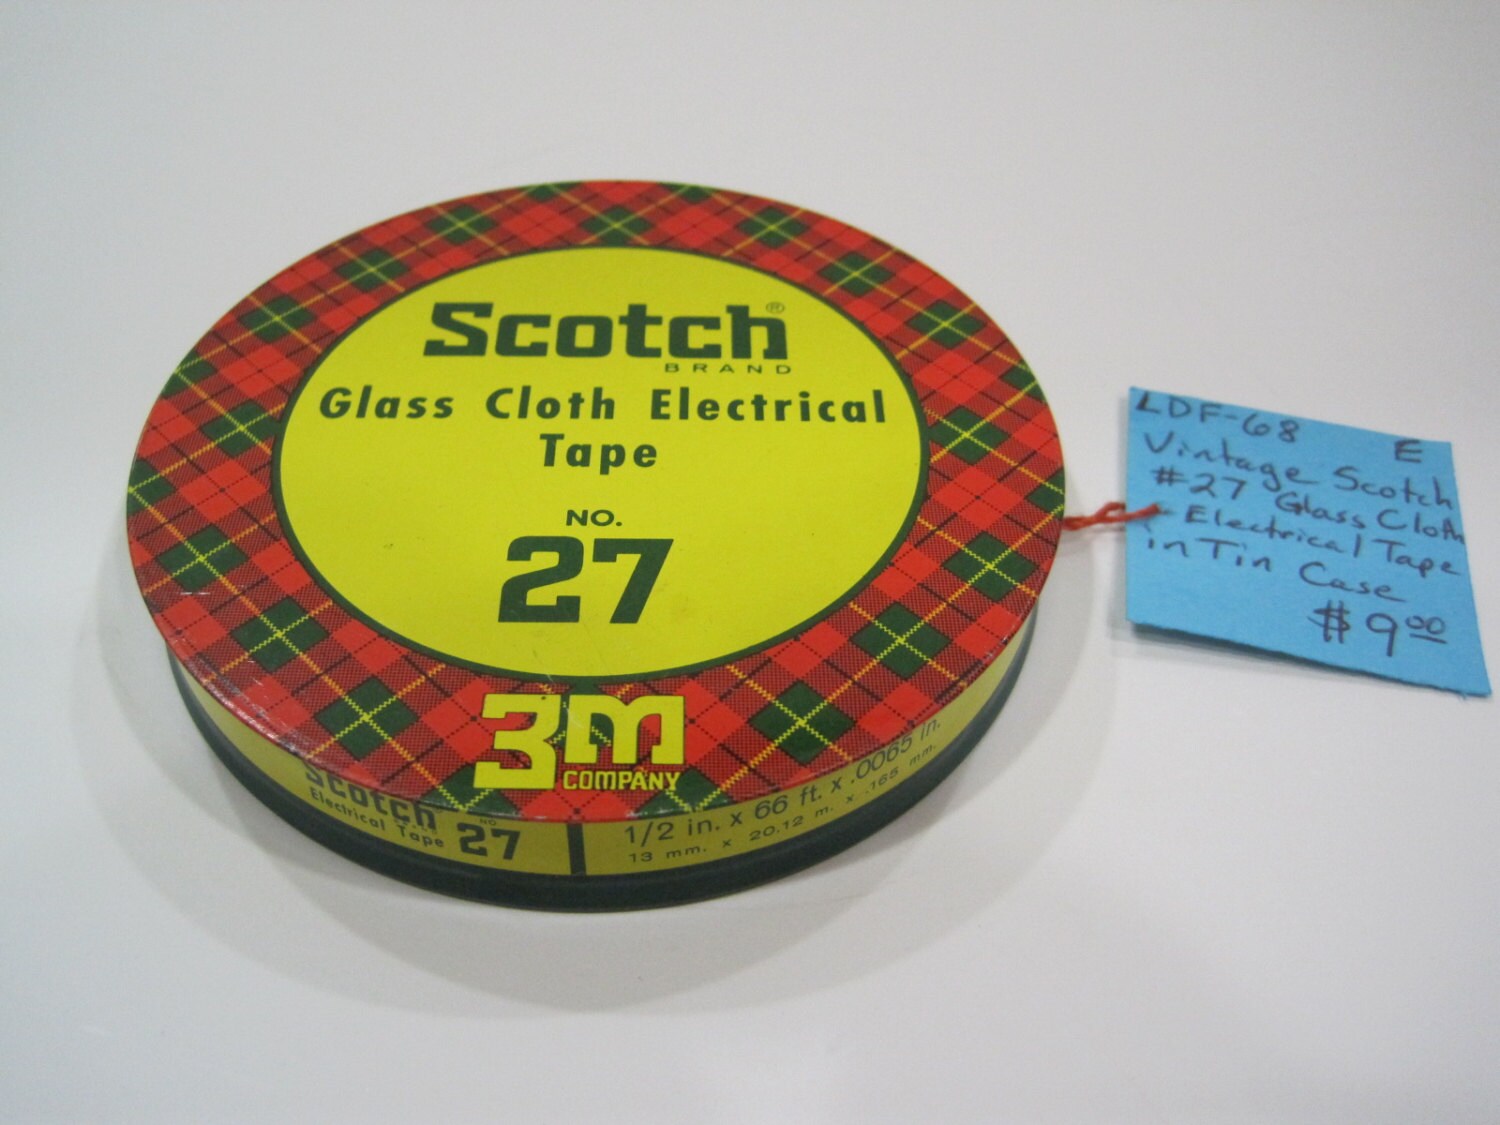 Scotch®
BRAND
Glass Cloth Electrical
Tape
NO.
27
3M
COMPANY
Scotch
Electrical Tape
NO.
27
1/2 in. x 66 ft. x .0065 in.
13 mm. x 20.12 m. x .165 mm.
LDF-68 E
Vintage Scotch
#27 Glass Cloth
Electrical Tape
in Tin Case
$9.00